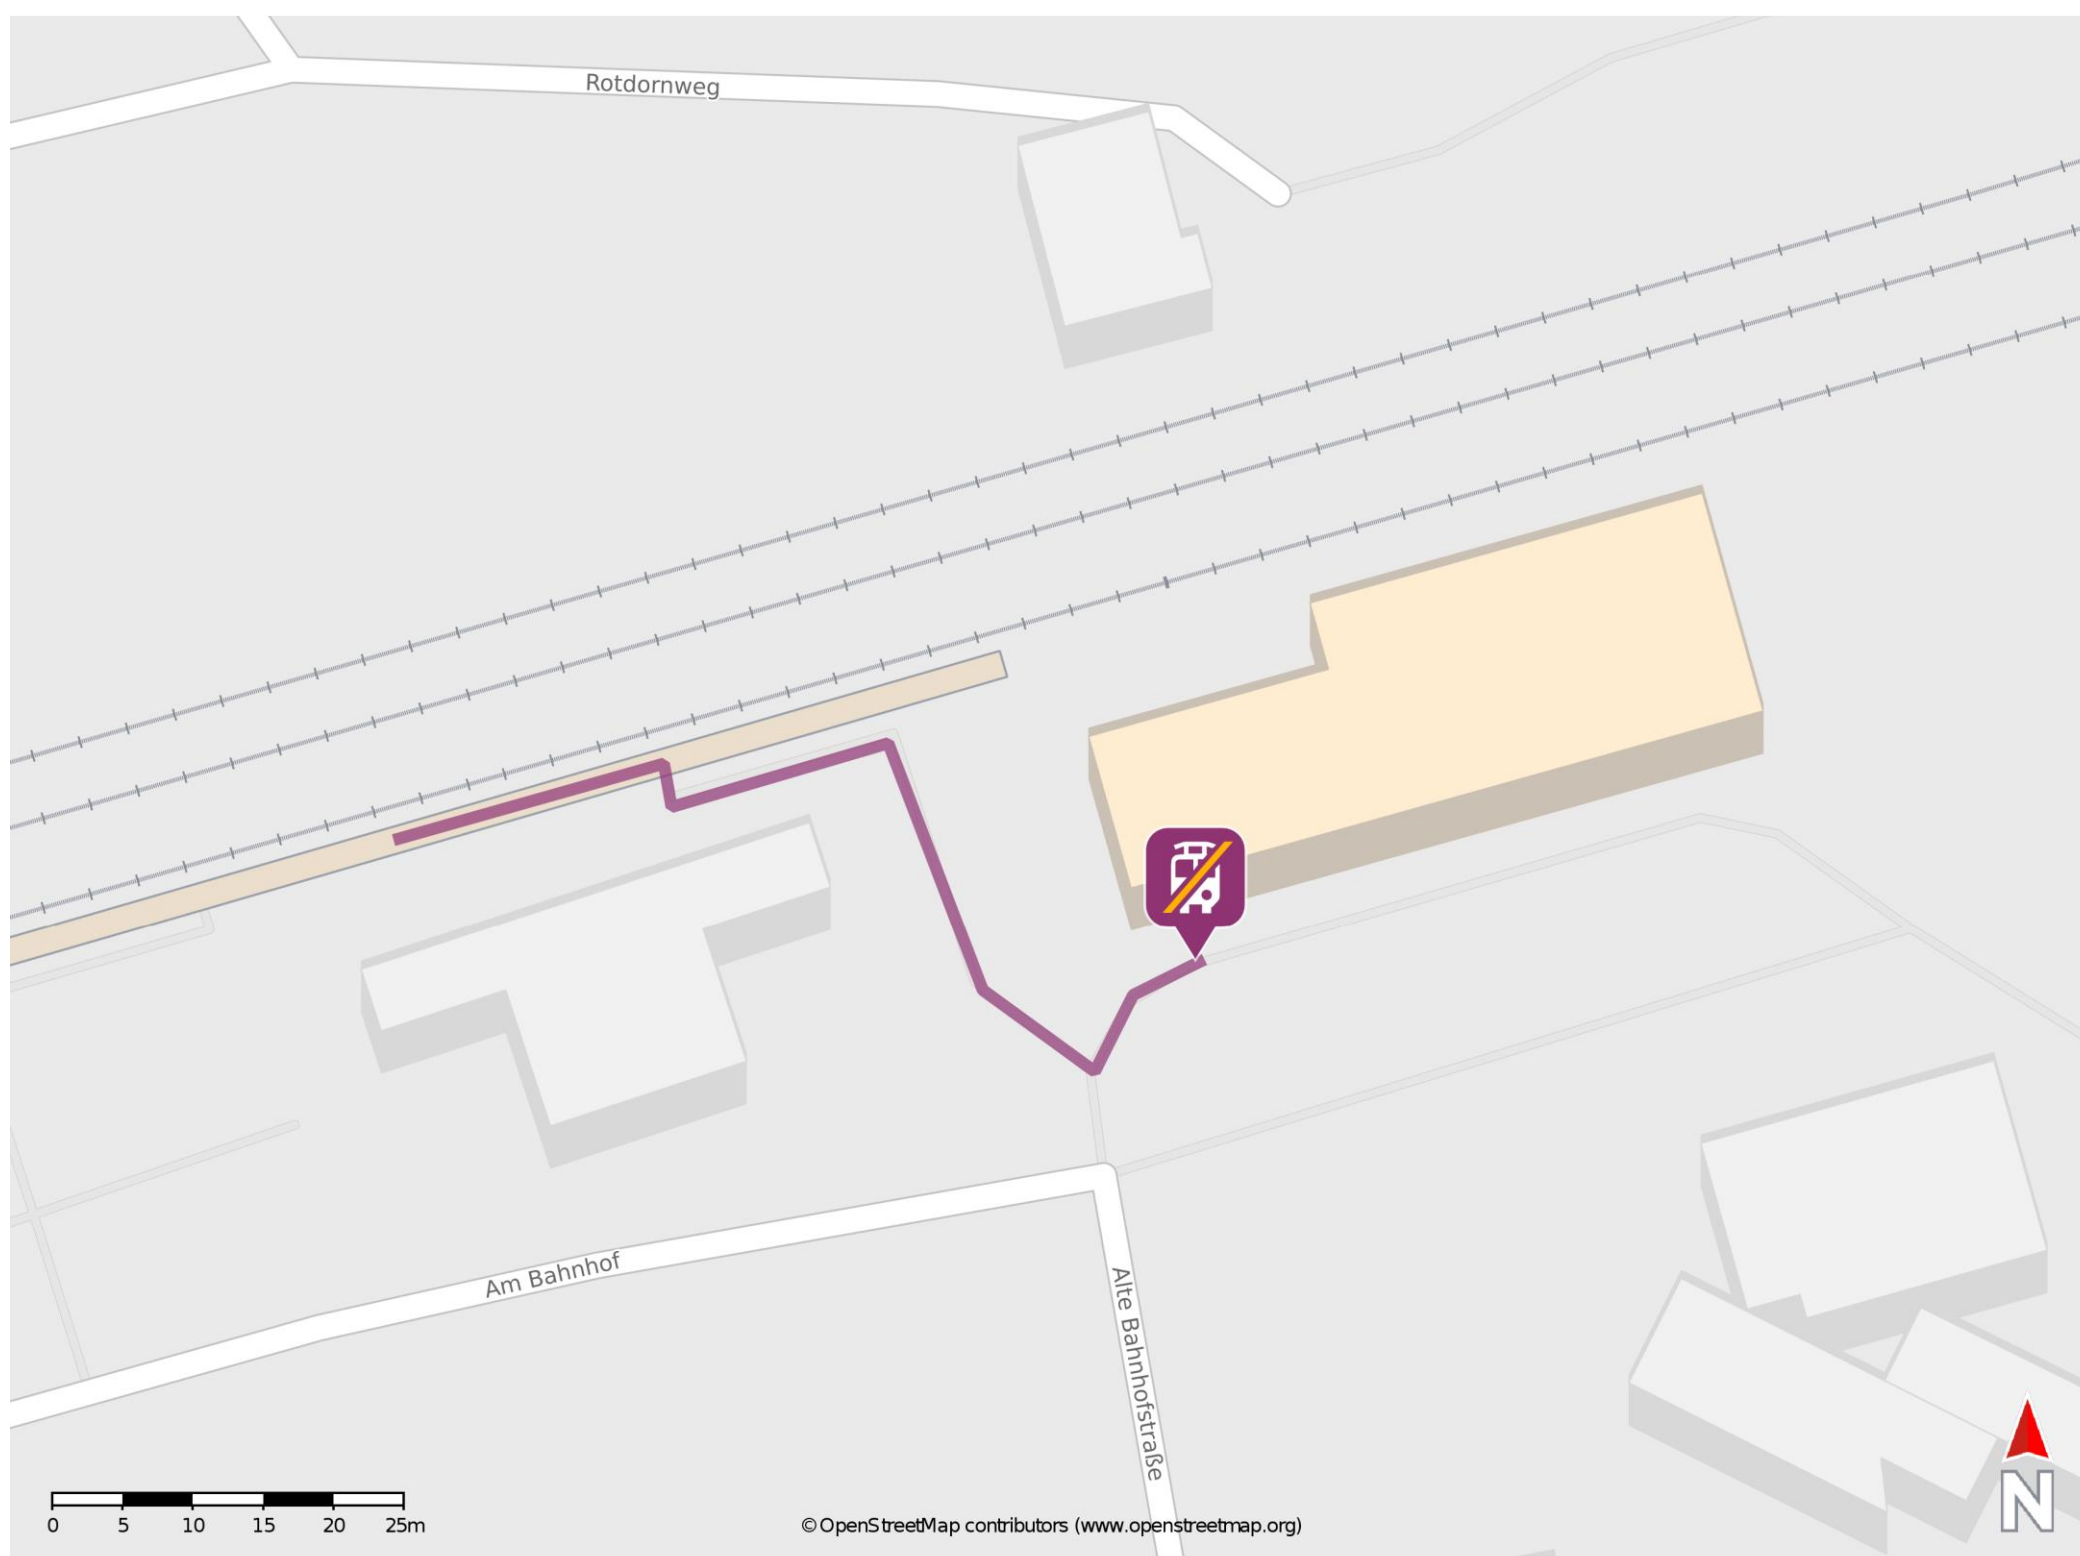 Rotdornweg
Am Bahnhof
Alte Bahnhofstraße
0 5 10 15 20 25m
© OpenStreetMap contributors (www.openstreetmap.org)
N